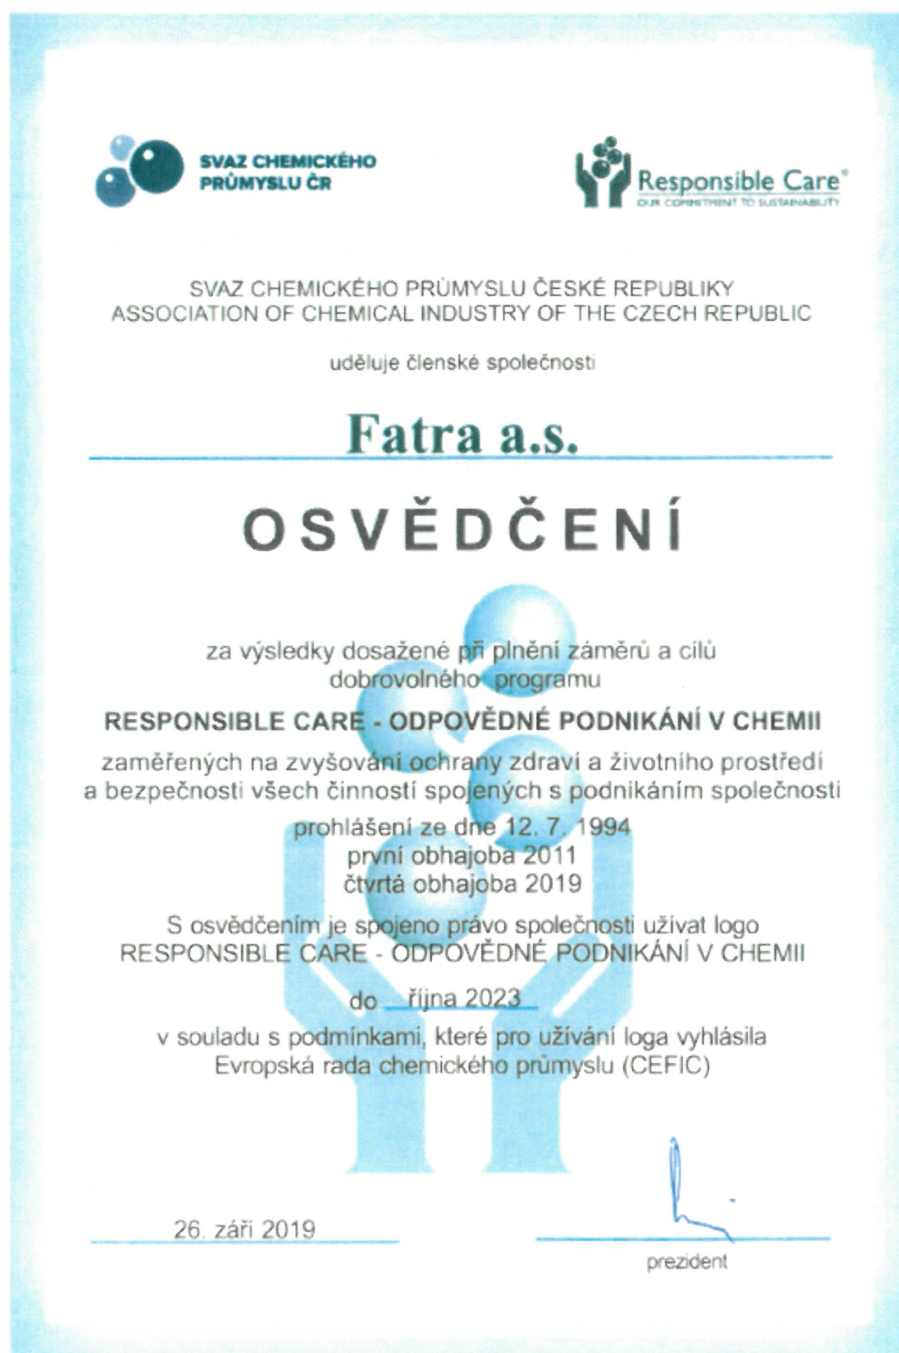 SVAZ CHEMICKÉHO
PRŮMYSLU ČR
Responsible Care®
OUR COMMITMENT TO SUSTAINABILITY
SVAZ CHEMICKÉHO PRŮMYSLU ČESKÉ REPUBLIKY
ASSOCIATION OF CHEMICAL INDUSTRY OF THE CZECH REPUBLIC
uděluje členské společnosti
Fatra a.s.
OSVĚDČENÍ
za výsledky dosažené při plnění záměrů a cílů
dobrovolného programu
RESPONSIBLE CARE - ODPOVĚDNÉ PODNIKÁNÍ V CHEMII
zaměřených na zvyšování ochrany zdraví a životního prostředí
a bezpečnosti všech činností spojených s podnikáním společnosti
prohlášení ze dne 12. 7. 1994
první obhajoba 2011
čtvrtá obhajoba 2019
S osvědčením je spojeno právo společnosti užívat logo
RESPONSIBLE CARE - ODPOVĚDNÉ PODNIKÁNÍ V CHEMII
do října 2023
v souladu s podmínkami, které pro užívání loga vyhlásila
Evropská rada chemického průmyslu (CEFIC)
26. září 2019
prezident